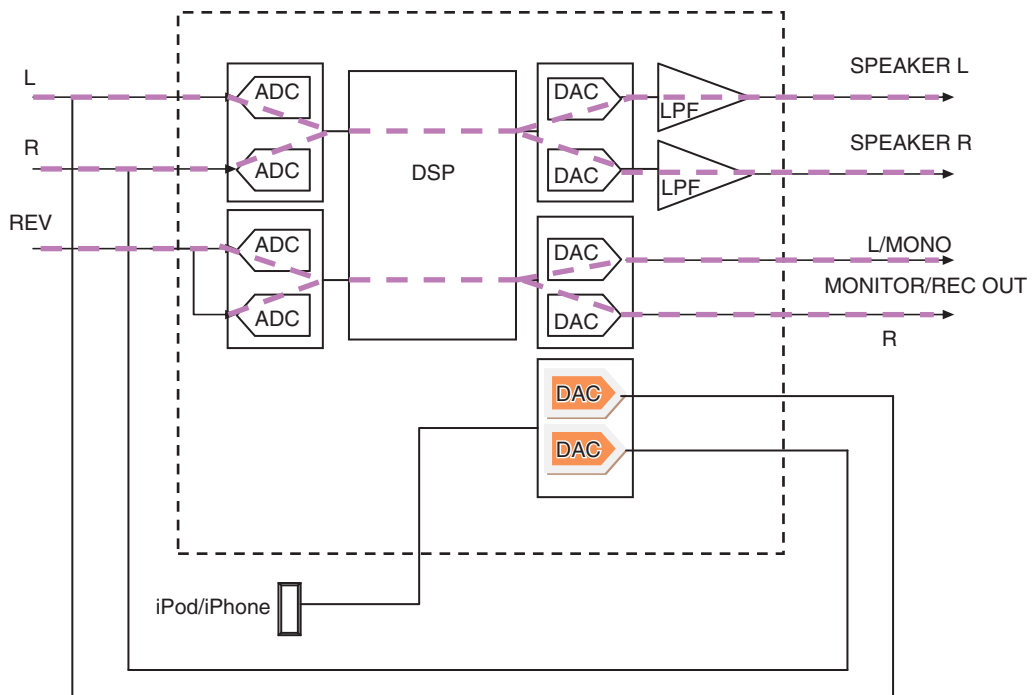 L
R
REV
ADC
ADC
ADC
ADC
DSP
DAC
DAC
LPF
LPF
SPEAKER L
SPEAKER R
DAC
DAC
L/MONO
MONITOR/REC OUT
R
DAC
DAC
iPod/iPhone